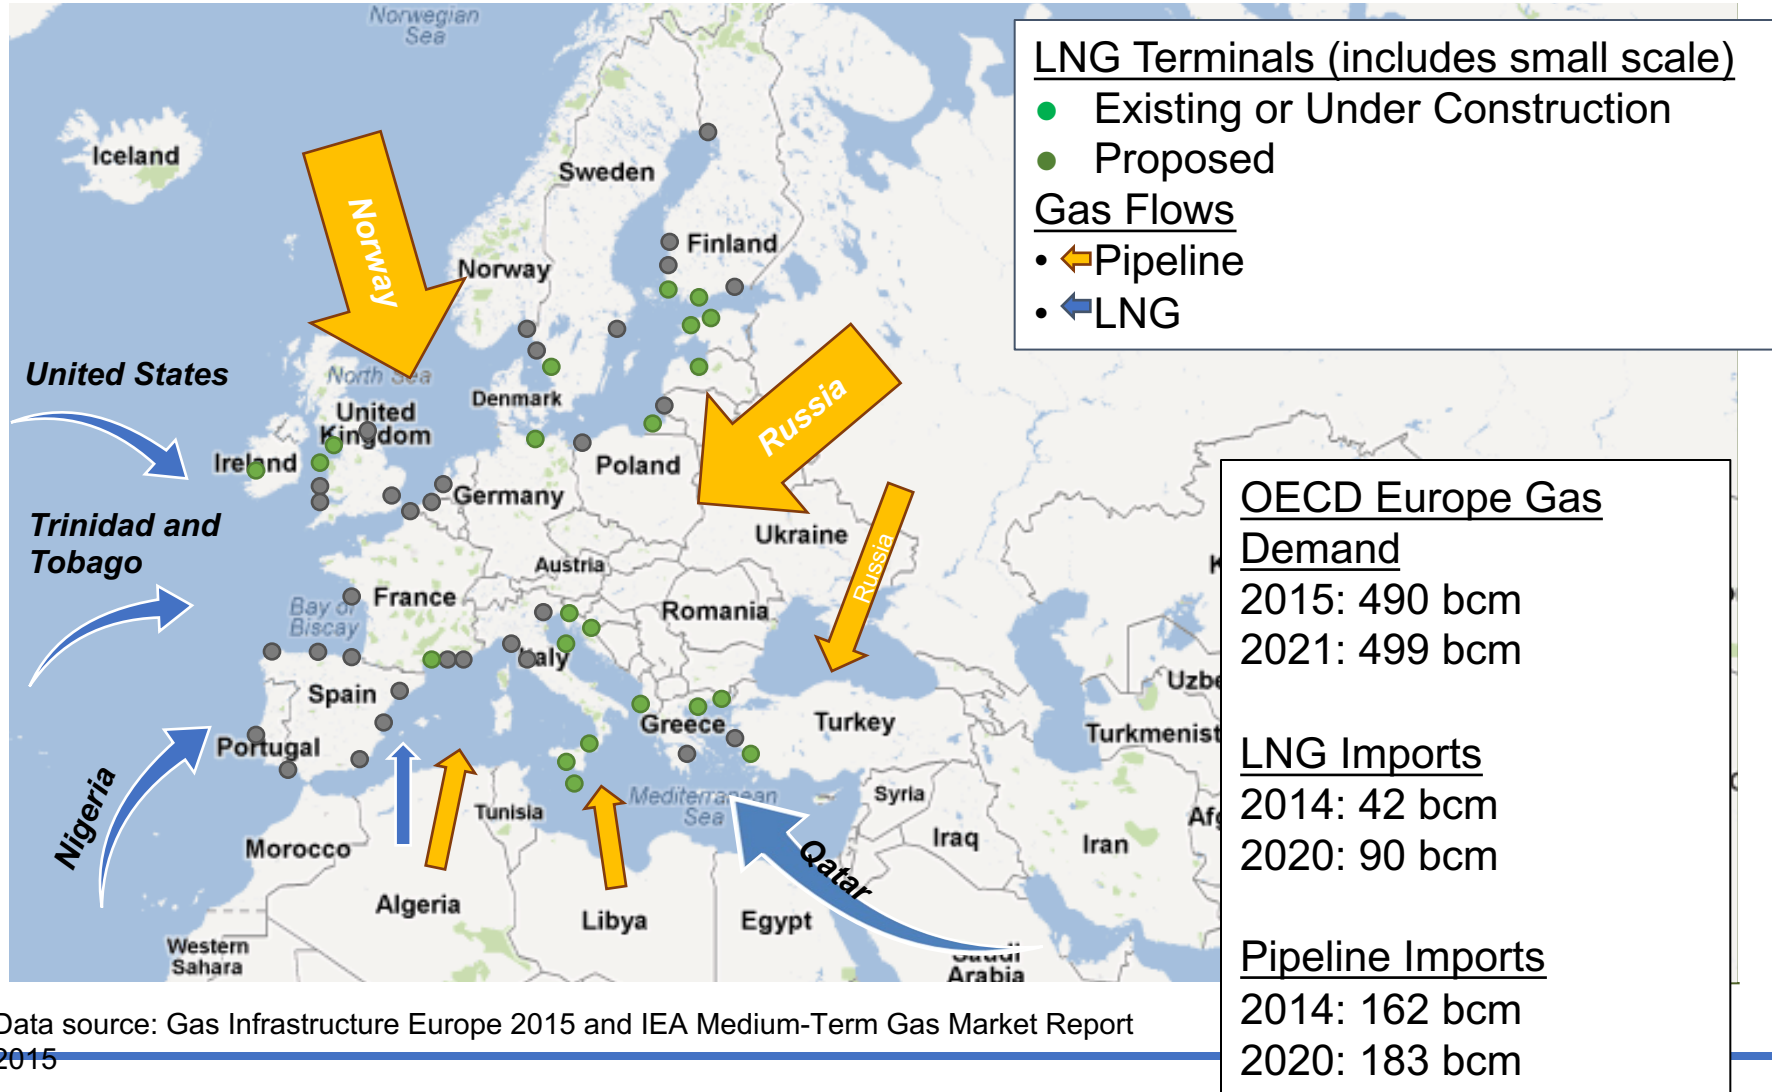 Norwegian
Sea
LNG Terminals (includes small scale)
Existing or Under Construction
Proposed
Gas Flows
Pipeline
LNG
Iceland
Sweden
Norway
Finland
Norway
United States
North Sea
Denmark
Russia
United
Kingdom
Ireland
Poland
Germany
Trinidad and
Tobago
Ukraine
Austria
Russia
Bay of
Biscay
France
Romania
Italy
Spain
Uzbe
Greece
Turkey
Turkmenist
Portugal
Nigeria
Mediterranean
Sea
Syria
Tunisia
Afg
Morocco
Iraq
Iran
Qatar
Algeria
Libya
Egypt
Western
Sahara
Saudi
Arabia
OECD Europe Gas
Demand
2015: 490 bcm
2021: 499 bcm
LNG Imports
2014: 42 bcm
2020: 90 bcm
Pipeline Imports
2014: 162 bcm
2020: 183 bcm
Data source: Gas Infrastructure Europe 2015 and IEA Medium-Term Gas Market Report
2015